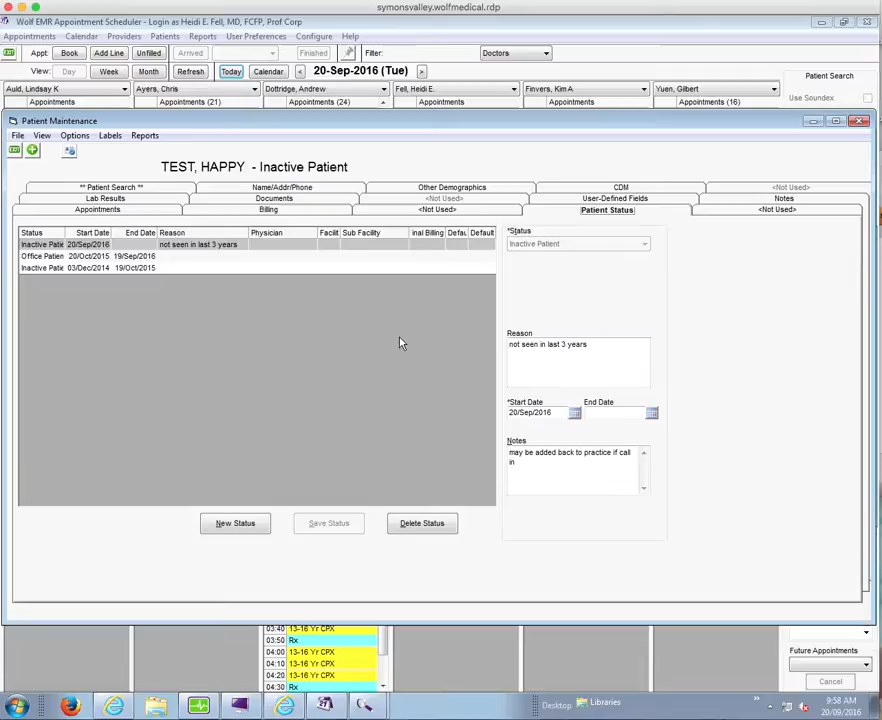 symonsvalley.wolfmedical.rdp
Wolf EMR Appointment Scheduler - Login as Heidi E. Fell, MD, FCFP, Prof Corp
Appointments Calendar Providers Patients Reports User Preferences Configure Help
EXIT Appt: Book Add Line Unfilled Arrived Finished Filter: Doctors
View: Day Week Month Refresh Today Calendar < 20-Sep-2016 (Tue) > Patient Search
Auld, Lindsay K Ayers, Chris Dottridge, Andrew Fell, Heidi E. Finvers, Kim A Yuen, Gilbert Use Soundex
Appointments Appointments (21) Appointments (24) Appointments Appointments Appointments (16)
Patient Maintenance
File View Options Labels Reports
EXIT
TEST, HAPPY - Inactive Patient
** Patient Search ** Name/Addr/Phone Other Demographics CDM <Not Used>
Lab Results Documents <Not Used> User-Defined Fields Notes
Appointments Billing <Not Used> Patient Status <Not Used>
Status Start Date End Date Reason Physician Facilit Sub Facility inal Billing Defau Default
Inactive Patie 20/Sep/2016 not seen in last 3 years
Office Patien 20/Oct/2015 19/Sep/2016
Inactive Patie 03/Dec/2014 19/Oct/2015
*Status
Inactive Patient
Reason
not seen in last 3 years
*Start Date End Date
20/Sep/2016
Notes
may be added back to practice if call
in
New Status Save Status Delete Status
03:40 13-16 Yr CPX
03:50 Rx
04:00 13-16 Yr CPX
04:10 13-16 Yr CPX
04:20 13-16 Yr CPX
04:30 Rx
Future Appointments
Cancel
Desktop Libraries
9:58 AM
20/09/2016